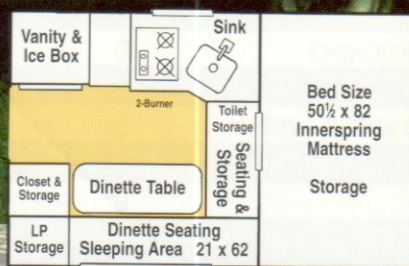 Vanity &
Ice Box
Sink
2-Burner
Toilet
Storage
Seating &
Storage
Bed Size
50½ x 82
Innerspring
Mattress
Storage
Closet &
Storage
Dinette Table
LP
Storage
Dinette Seating
Sleeping Area 21 x 62